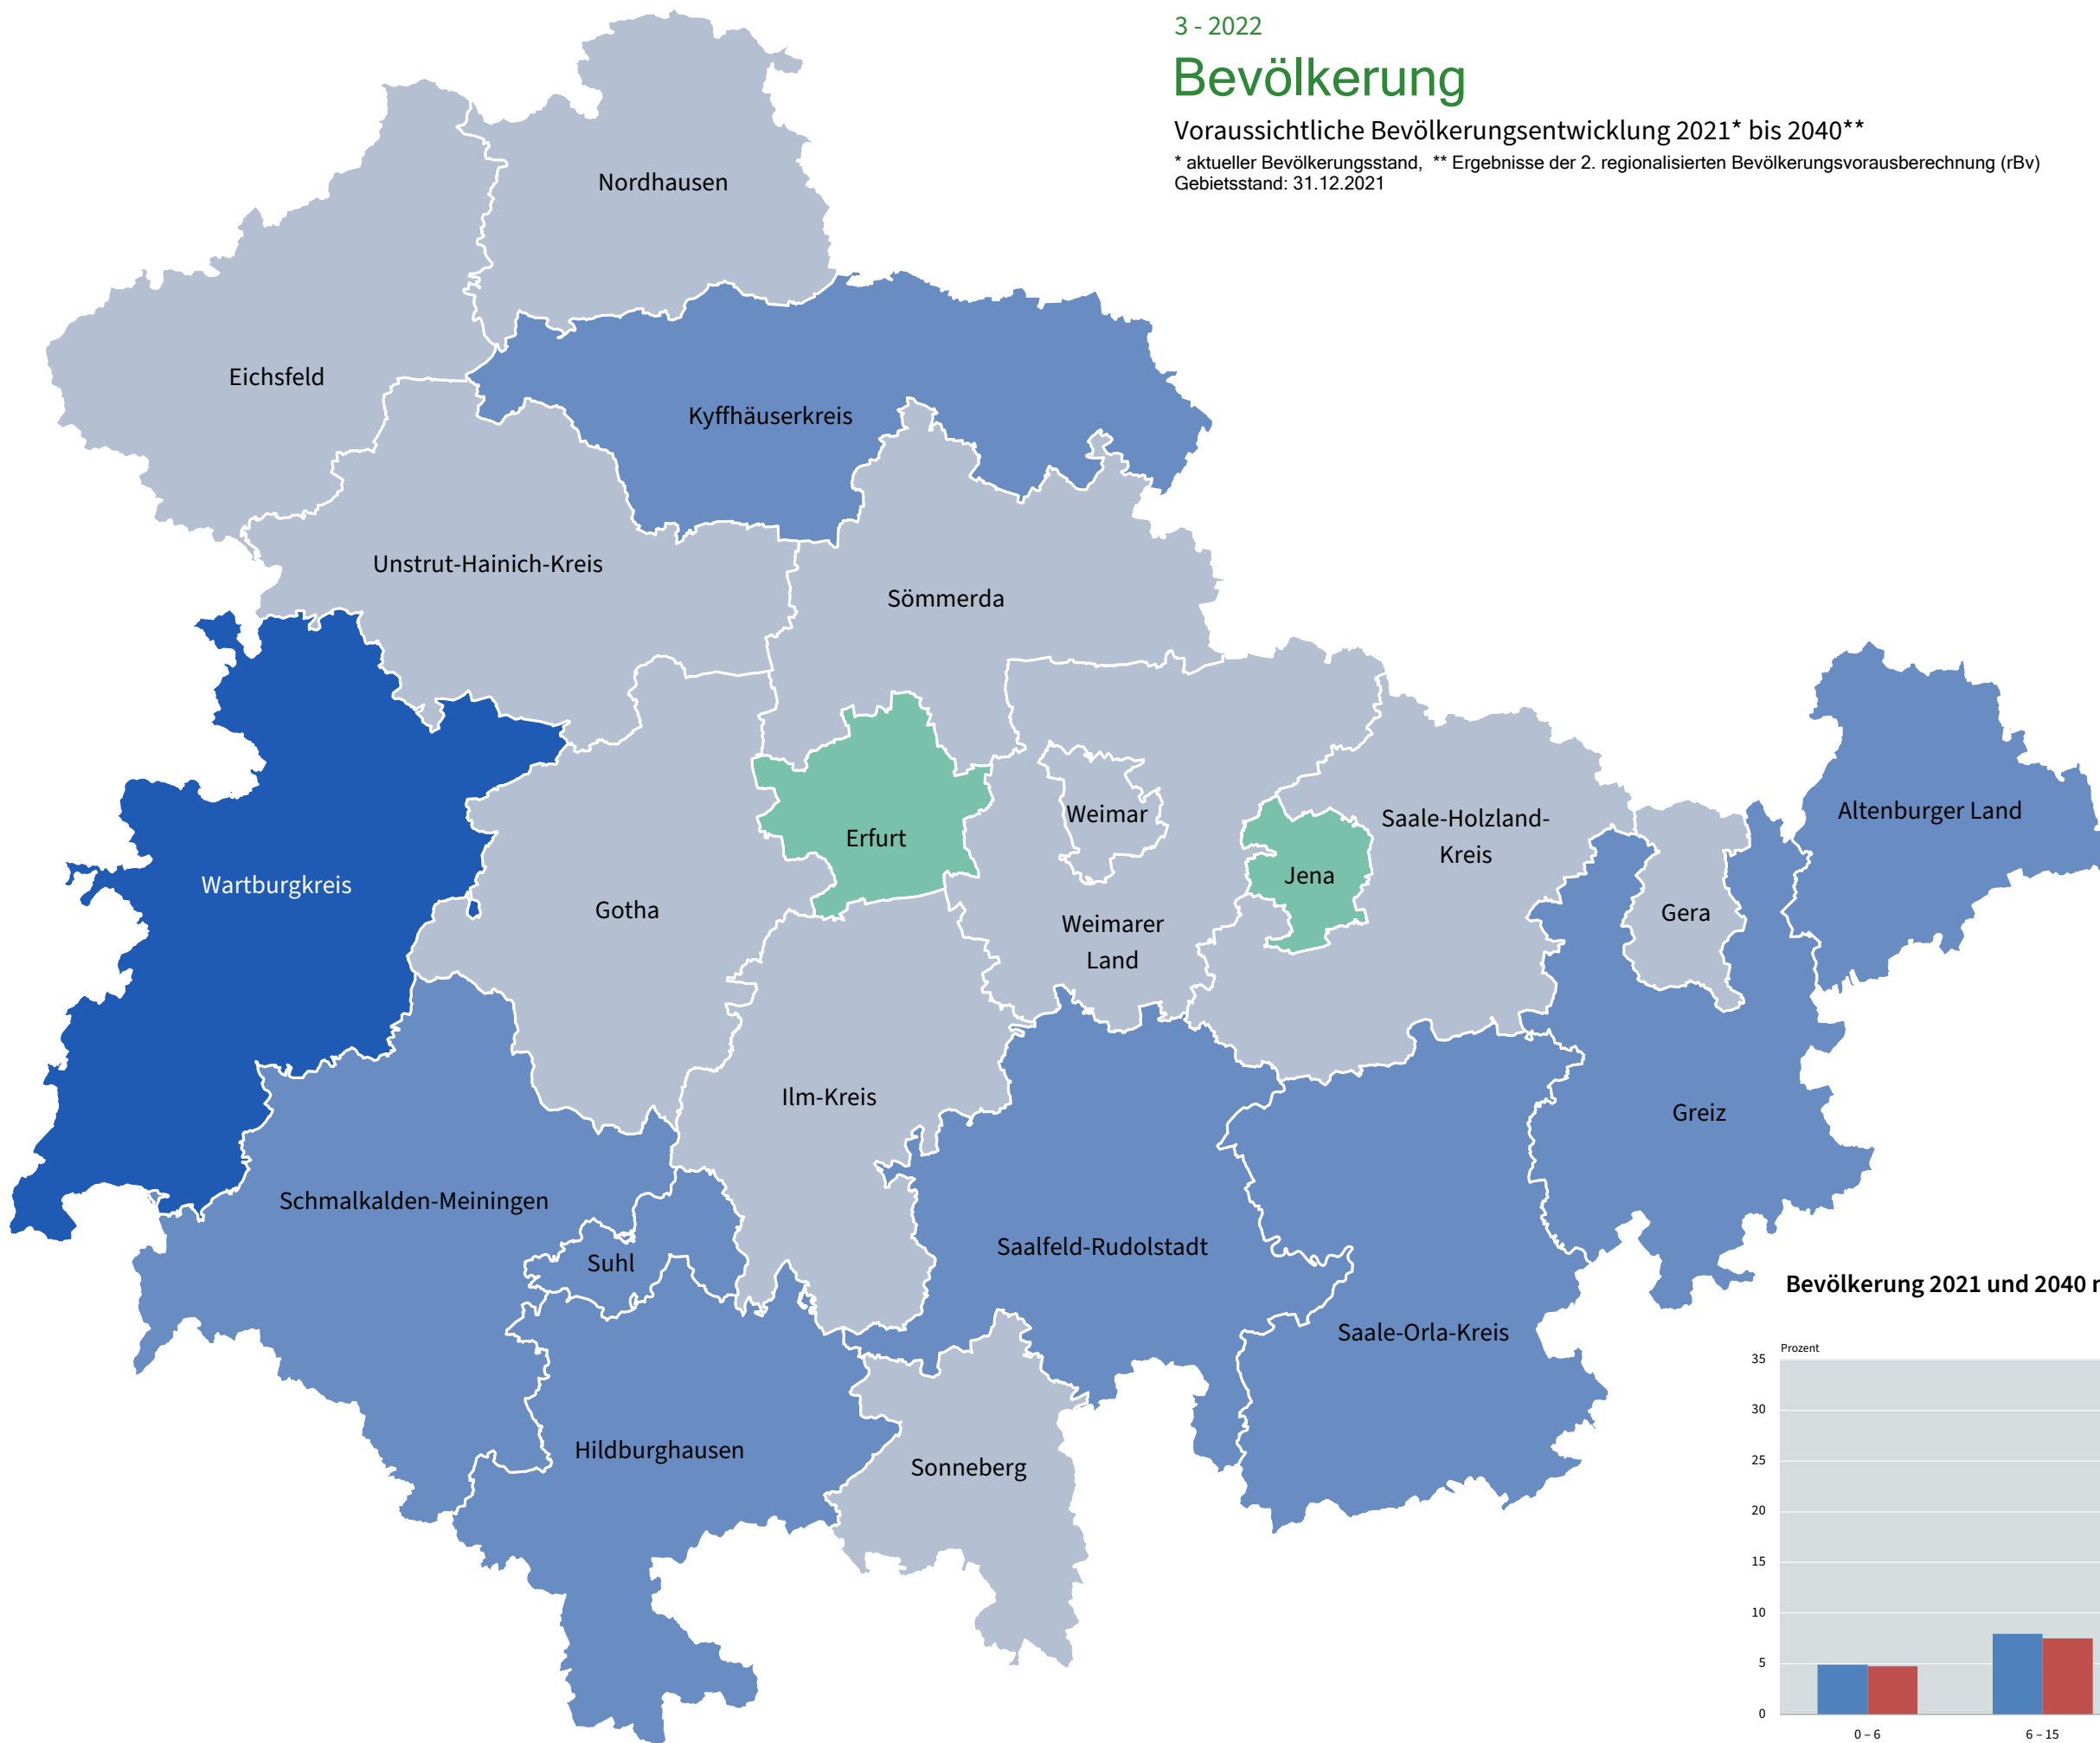 3 - 2022
Bevölkerung
Voraussichtliche Bevölkerungsentwicklung 2021* bis 2040**
* aktueller Bevölkerungsstand, ** Ergebnisse der 2. regionalisierten Bevölkerungsvorausberechnung (rBv)
Gebietsstand: 31.12.2021
Nordhausen
Eichsfeld
Kyffhäuserkreis
Unstrut-Hainich-Kreis
Sömmerda
Wartburgkreis
Gotha
Erfurt
Weimar
Weimarer
Land
Jena
Saale-Holzland-
Kreis
Gera
Altenburger Land
Ilm-Kreis
Greiz
Schmalkalden-Meiningen
Suhl
Saalfeld-Rudolstadt
Saale-Orla-Kreis
Hildburghausen
Sonneberg
Bevölkerung 2021 und 2040
Prozent
35
30
25
20
15
10
5
0
0 – 6
6 – 15